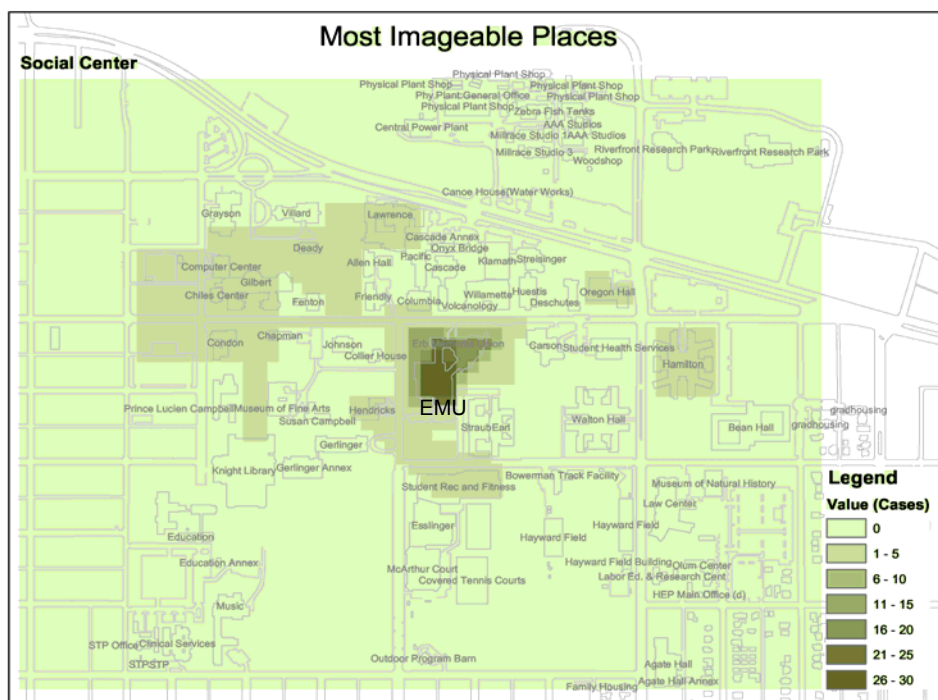 Most Imageable Places
Social Center
Physical Plant Shop
Physical Plant Shop
Physical Plant Shop
Phy.Plant:General Office
Physical Plant Shop
Physical Plant Shop
Zebra Fish Tanks
Central Power Plant
AAA Studios
Millrace Studio 1AAA Studios
Millrace Studio 3
Woodshop
Riverfront Research Park
Riverfront Research Park
Canoe House(Water Works)
Grayson
Villard
Lawrence
Cascade Annex
Onyx Bridge
Deady
Allen Hall
Pacific
Cascade
Klamath
Streisinger
Computer Center
Gilbert
Chiles Center
Fenton
Friendly
Columbia
Willamette
Volcanology
Huestis
Deschutes
Oregon Hall
Condon
Chapman
Johnson
Collier House
Carson
Student Health Services
Hamilton
EMU
Prince Lucien Campbell
Museum of Fine Arts
Susan Campbell
Hendricks
StraubEarl
Walton Hall
Bean Hall
gradhousing
gradhousing
Gerlinger
Knight Library
Gerlinger Annex
Student Rec and Fitness
Bowerman Track Facility
Museum of Natural History
Law Center
Esslinger
Hayward Field
Hayward Field
Education
Education Annex
McArthur Court
Covered Tennis Courts
Hayward Field Building
Olum Center
Labor Ed. & Research Cent
HEP Main Office (d)
Music
STP Office
Clinical Services
STPSTP
Outdoor Program Barn
Agate Hall
Agate Hall Annex
Family Housing
Legend
Value (Cases)
0
1 - 5
6 - 10
11 - 15
16 - 20
21 - 25
26 - 30